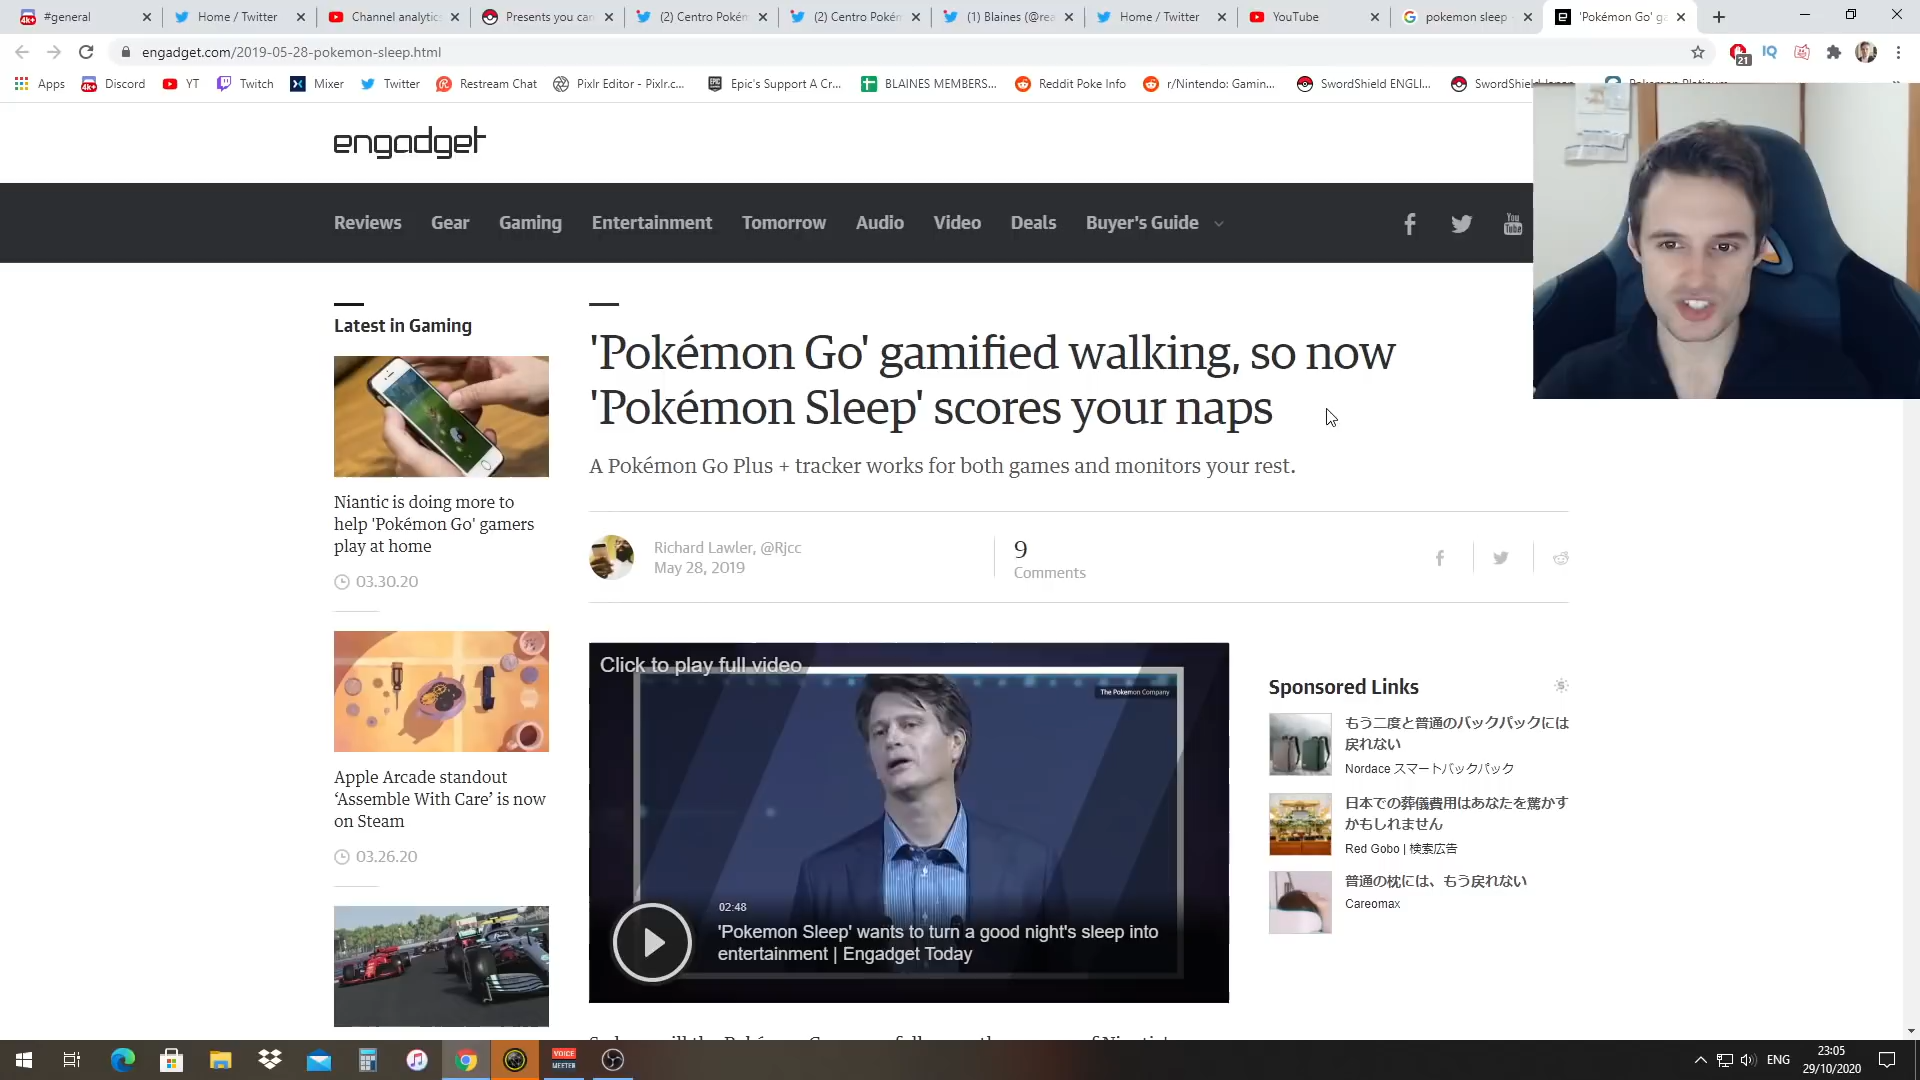 #general
Home / Twitter
Channel analytics
Presents you can
(2) Centro Pokém
(2) Centro Pokém
(1) Blaines (@rea
Home / Twitter
YouTube
pokemon sleep
'Pokémon Go' ga
engadget.com/2019-05-28-pokemon-sleep.html
21
Apps
Discord
YT
Twitch
Mixer
Twitter
Restream Chat
Pixlr Editor - Pixlr.c...
Epic's Support A Cr...
BLAINES MEMBERS...
Reddit Poke Info
r/Nintendo: Gamin...
SwordShield ENGLI...
SwordShield Japan
Pokemon Platinum
engadget
Reviews
Gear
Gaming
Entertainment
Tomorrow
Audio
Video
Deals
Buyer's Guide
You
Tube
Latest in Gaming
Niantic is doing more to
help 'Pokémon Go' gamers
play at home
03.30.20
Apple Arcade standout
‘Assemble With Care’ is now
on Steam
03.26.20
'Pokémon Go' gamified walking, so now
'Pokémon Sleep' scores your naps
A Pokémon Go Plus + tracker works for both games and monitors your rest.
Richard Lawler, @Rjcc
May 28, 2019
9
Comments
Click to play full video
The Pokemon Company
02:48
'Pokemon Sleep' wants to turn a good night's sleep into
entertainment | Engadget Today
Sponsored Links
もう二度と普通のバックパックには
戻れない
Nordace スマートバックパック
日本での葬儀費用はあなたを驚かす
かもしれません
Red Gobo | 検索広告
普通の枕には、もう戻れない
Careomax
VOICE
MEETER
ENG
23:05
29/10/2020